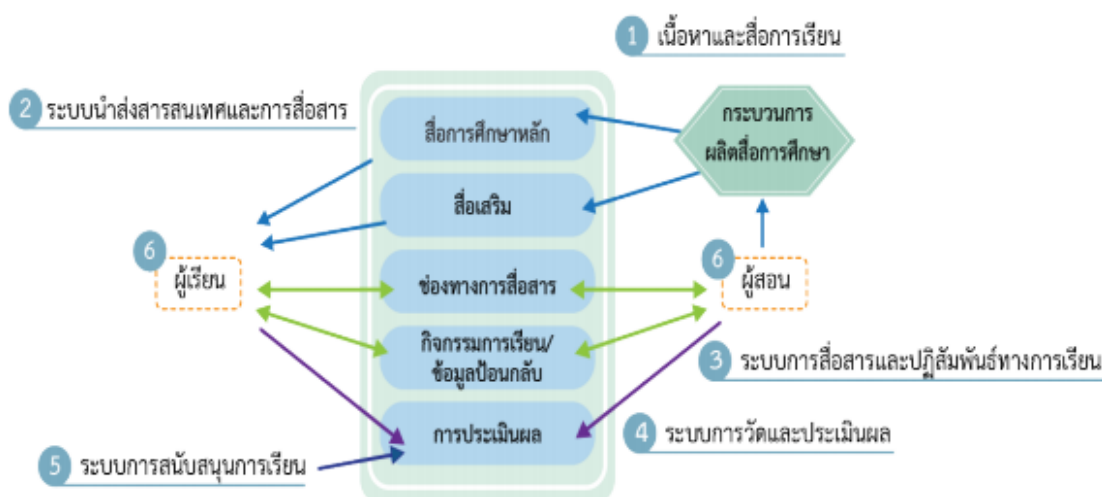 1 เนื้อหาและสื่อการเรียน
2 ระบบนำส่งสารสนเทศและการสื่อสาร
สื่อการศึกษาหลัก
กระบวนการ
ผลิตสื่อการศึกษา
สื่อเสริม
6
ผู้เรียน
ช่องทางการสื่อสาร
6
ผู้สอน
กิจกรรมการเรียน/
ข้อมูลป้อนกลับ
3 ระบบการสื่อสารและปฏิสัมพันธ์ทางการเรียน
การประเมินผล
4 ระบบการวัดและประเมินผล
5 ระบบการสนับสนุนการเรียน